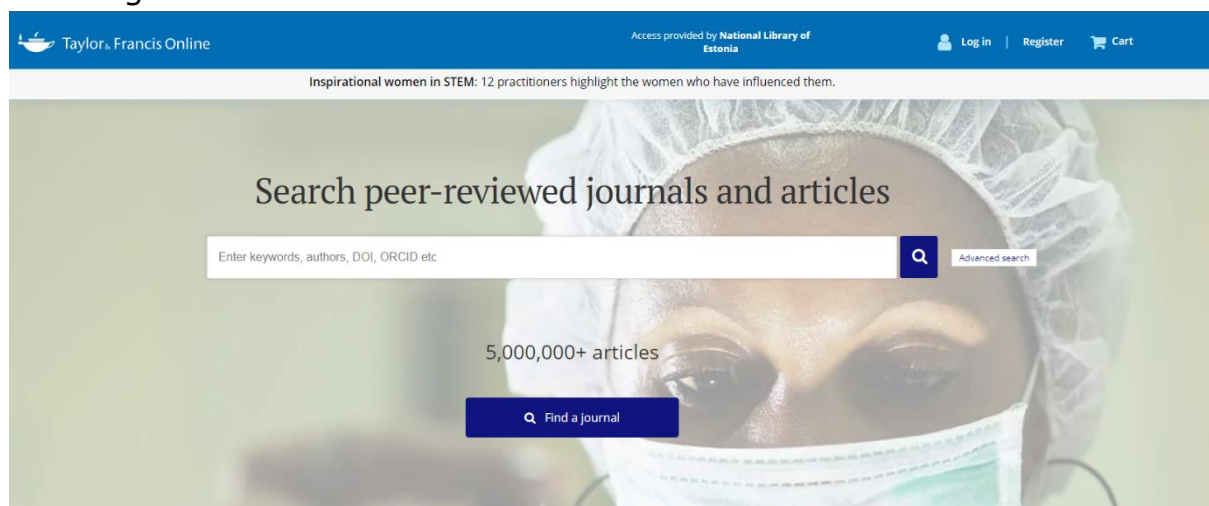 Taylor & Francis Online
Access provided by National Library of
Estonia
Log in | Register Cart
Inspirational women in STEM: 12 practitioners highlight the women who have influenced them.
Search peer-reviewed journals and articles
Enter keywords, authors, DOI, ORCID etc
Advanced search
5,000,000+ articles
Find a journal